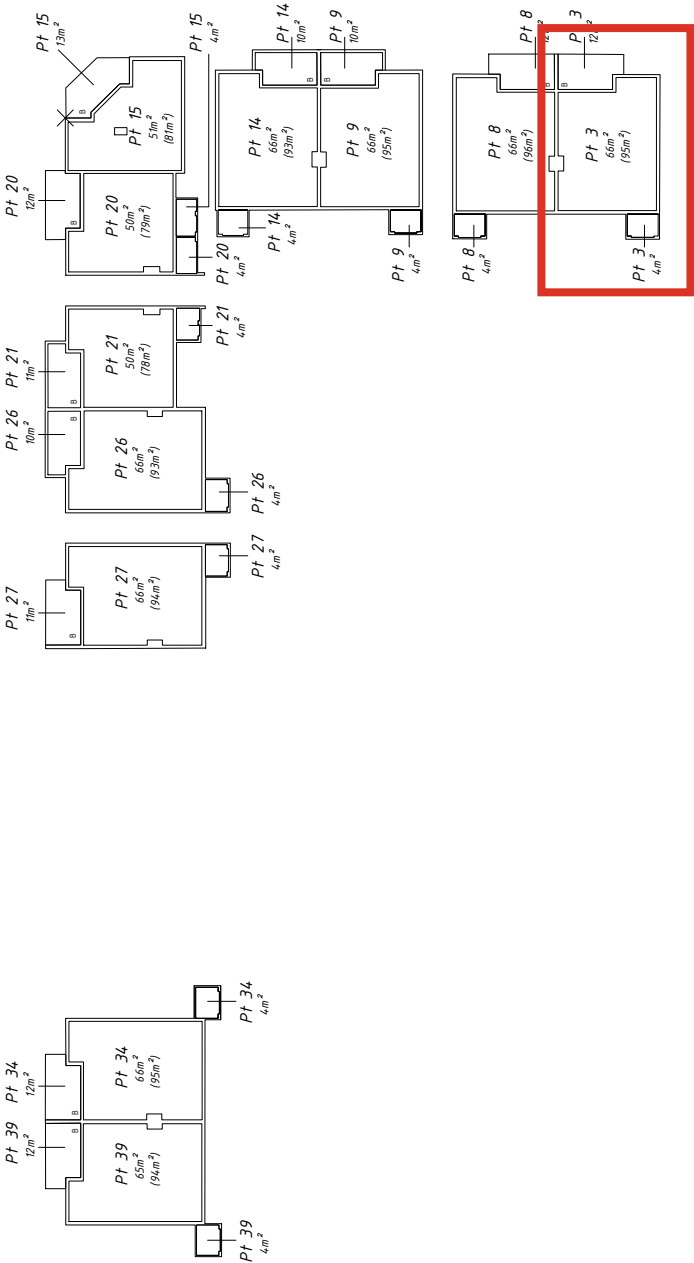 Pt 15
13m²
Pt 15
4m²
Pt 14
10m²
Pt 9
10m²
Pt 8
Pt 3
B
Pt 15
51m²
(81m²)
Pt 20
12m²
B
Pt 20
50m²
(79m²)
Pt 20
4m²
B
B
Pt 14
66m²
(93m²)
Pt 9
66m²
(95m²)
Pt 14
4m²
Pt 9
4m²
B
Pt 8
66m²
(96m²)
Pt 3
66m²
(95m²)
Pt 8
4m²
Pt 3
4m²
Pt 21
11m²
B
Pt 21
50m²
(78m²)
Pt 21
4m²
Pt 26
10m²
B
Pt 26
66m²
(93m²)
Pt 26
4m²
Pt 27
11m²
B
Pt 27
66m²
(94m²)
Pt 27
4m²
Pt 34
12m²
B
Pt 34
66m²
(95m²)
Pt 34
4m²
Pt 39
12m²
B
Pt 39
65m²
(94m²)
Pt 39
4m²